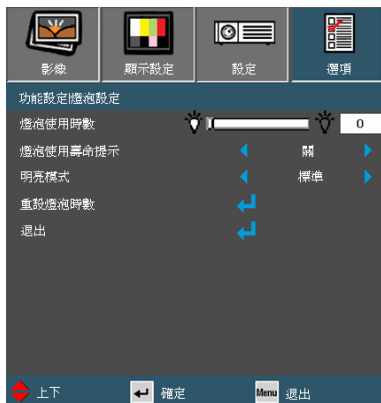 影像 顯示設定 設定 選項
功能設定|燈泡設定
燈泡使用時數 0
燈泡使用壽命提示 關
明亮模式 標準
重設燈泡時數
退出
上下 確定 Menu 退出